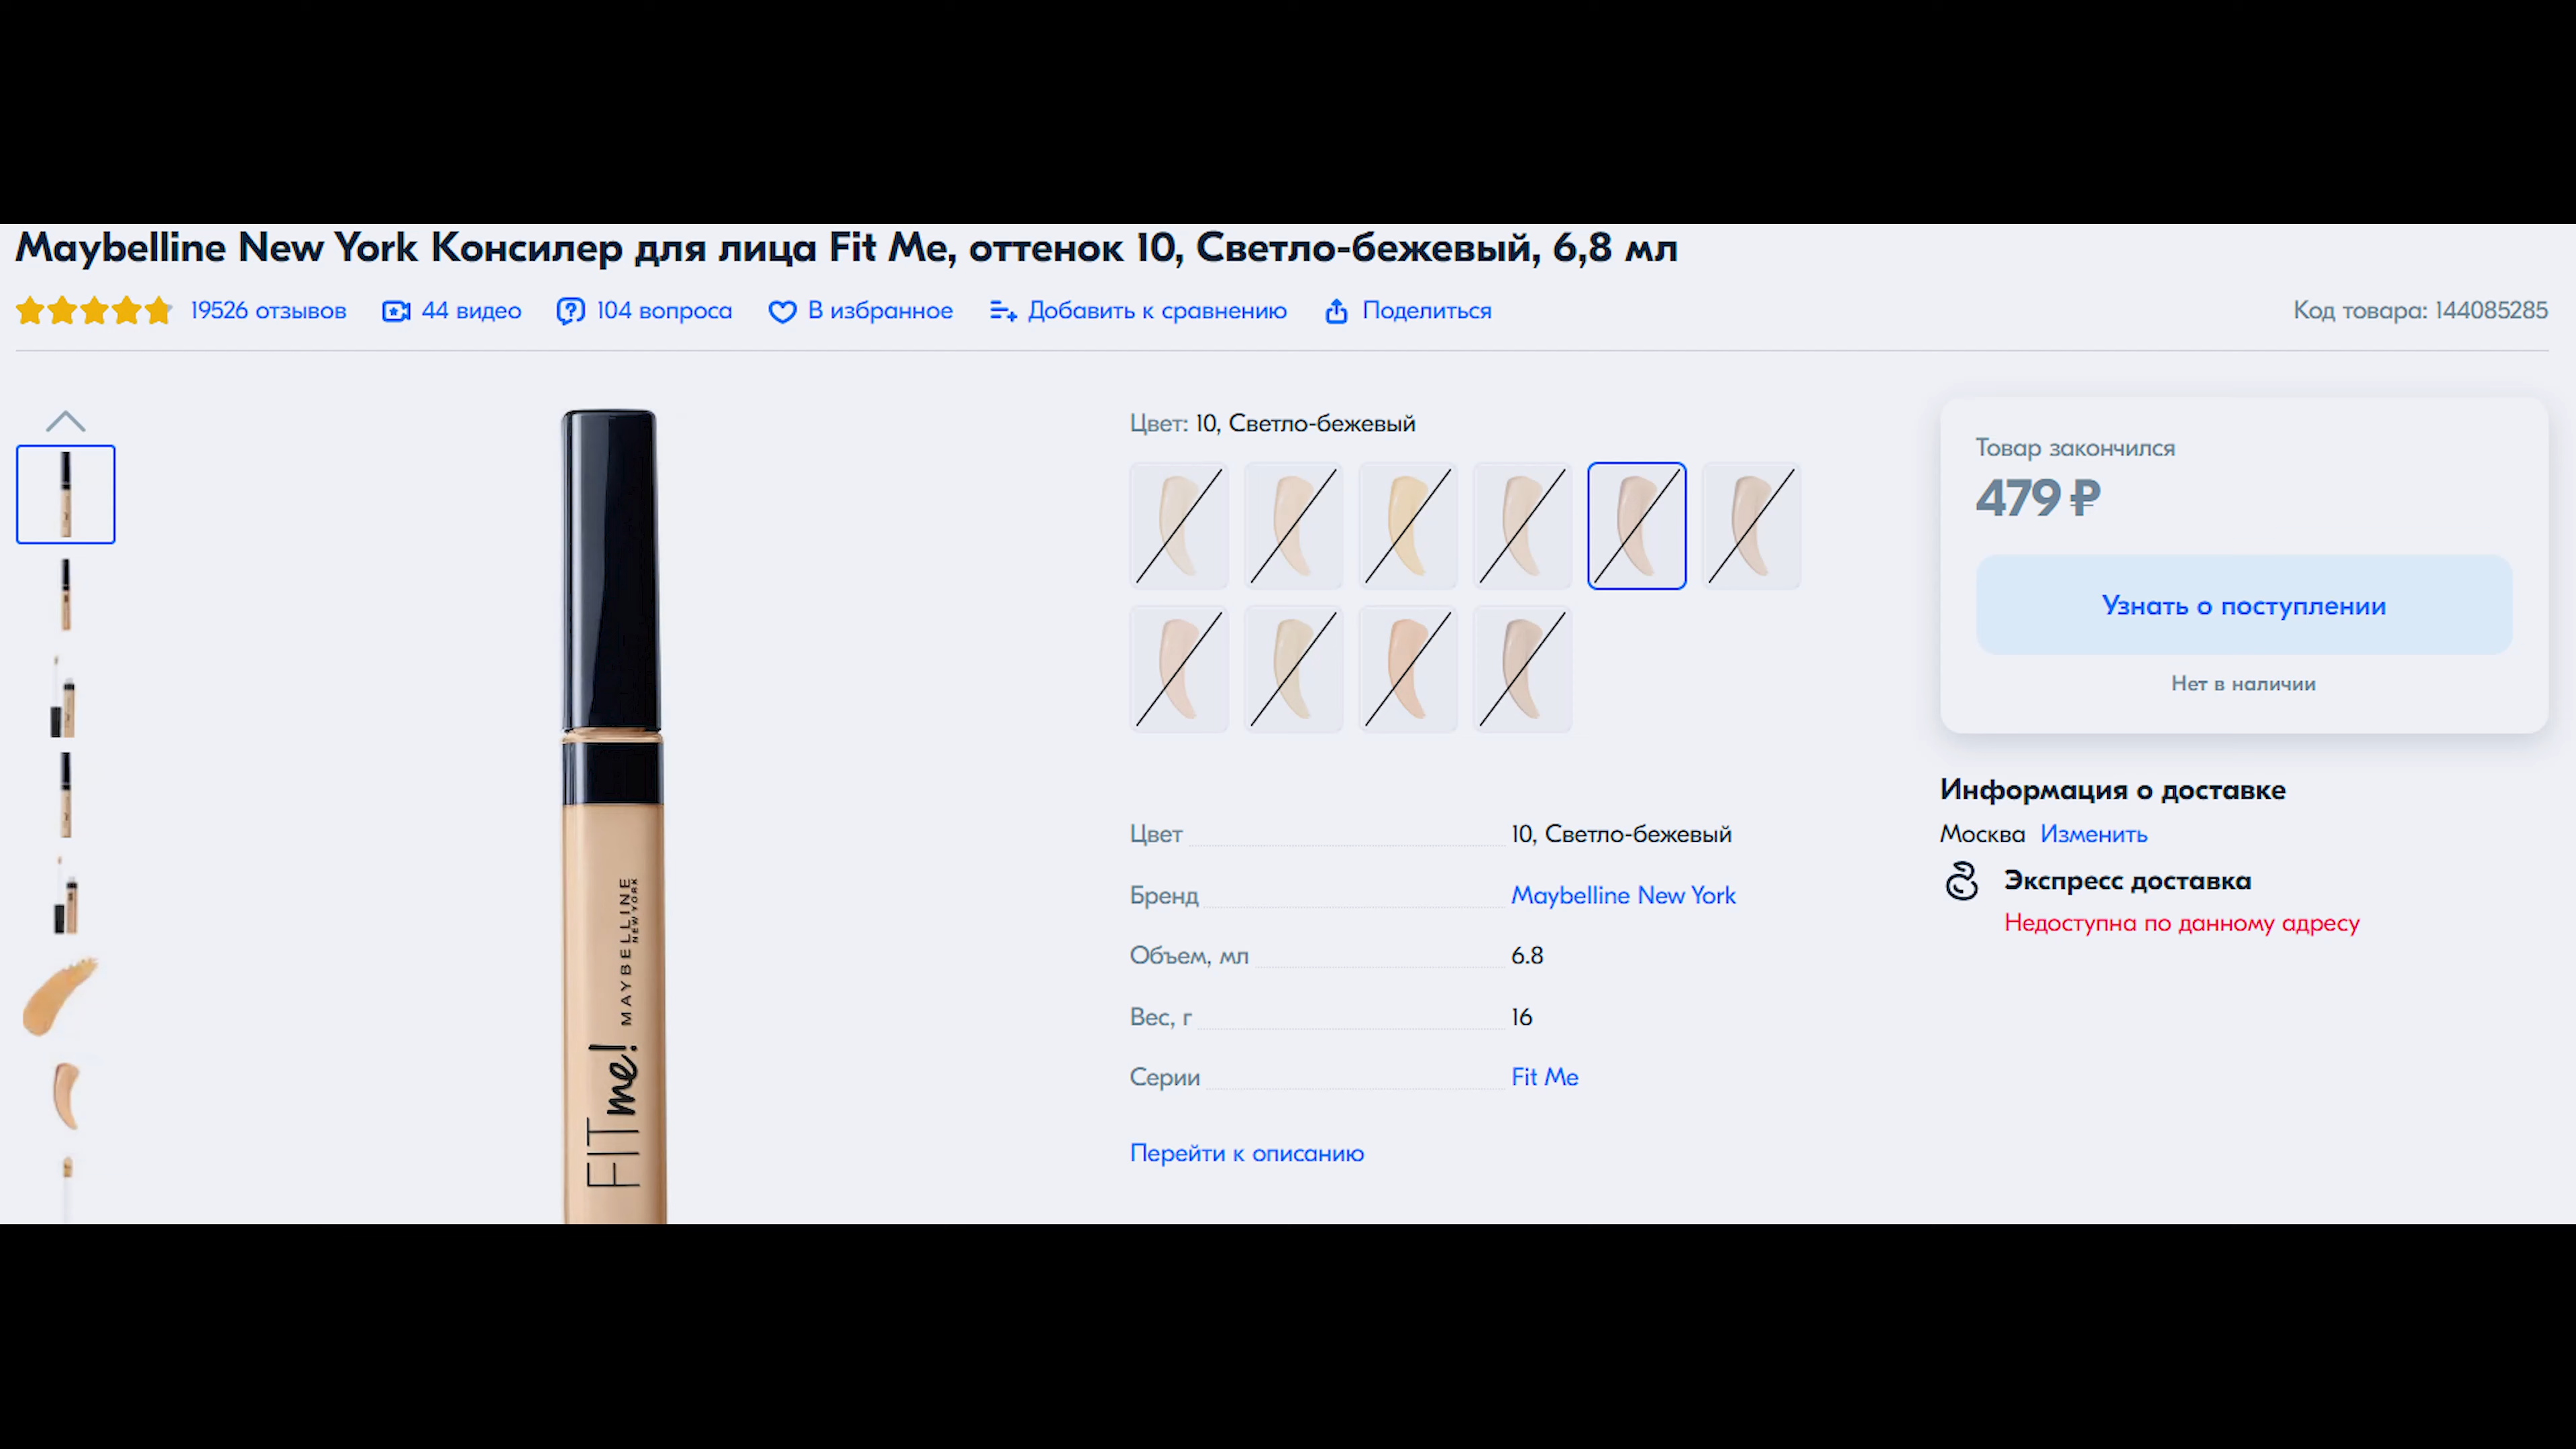 Maybelline New York Консилер для лица Fit Me, оттенок 10, Светло-бежевый, 6,8 мл
19526 отзывов 44 видео 104 вопроса В избранное Добавить к сравнению Поделиться Код товара: 144085285
Цвет: 10, Светло-бежевый
Товар закончился
479 ₽
Узнать о поступлении
Нет в наличии
Информация о доставке
Москва Изменить
Экспресс доставка
Недоступна по данному адресу
Цвет 10, Светло-бежевый
Бренд Maybelline New York
Объем, мл 6.8
Вес, г 16
Серии Fit Me
Перейти к описанию
FIT me! MAYBELLINE
NEW YORK